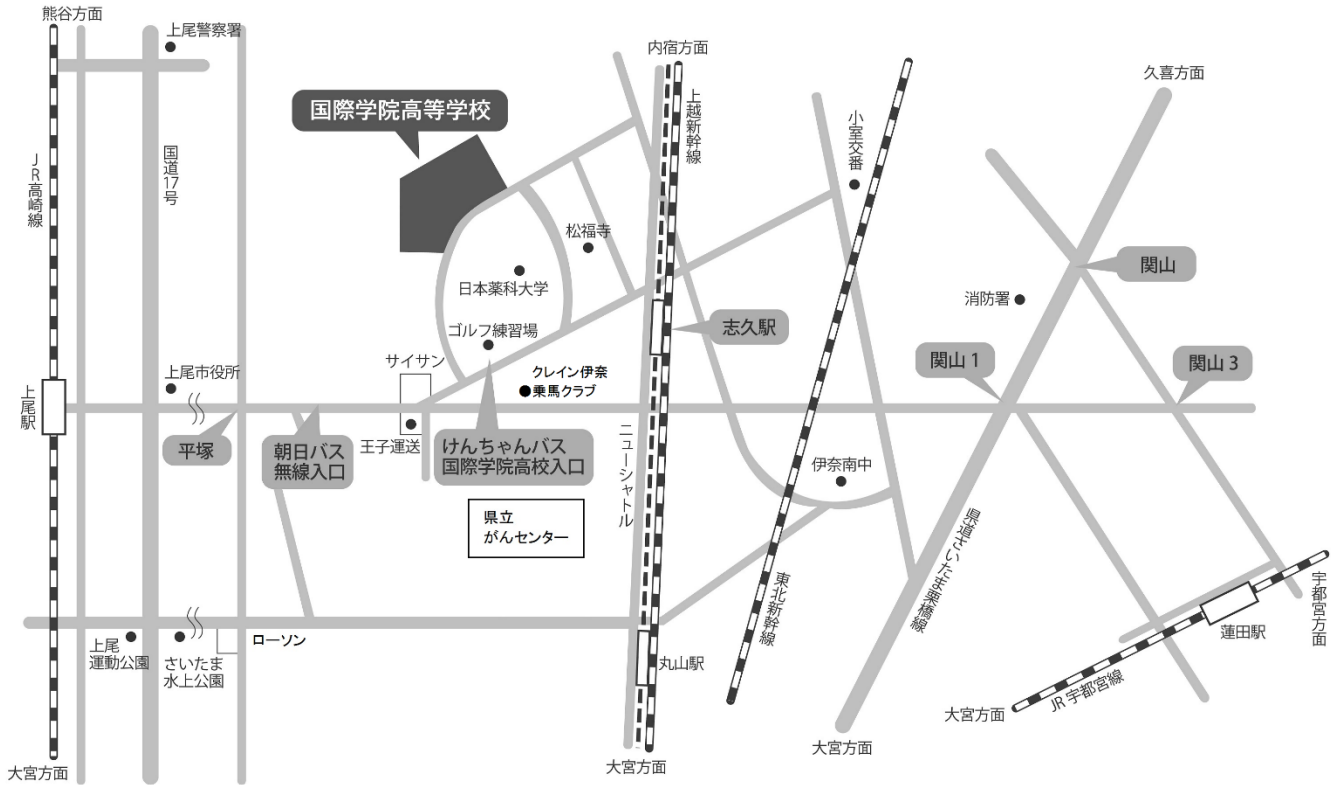 熊谷方面
上尾警察署
内宿方面
久喜方面
国際学院高等学校
上越新幹線
小室交番
JR高崎線
国道17号
松福寺
関山
日本薬科大学
消防署
志久駅
ゴルフ練習場
サイサン
関山1
関山3
上尾市役所
クレイン伊奈
乗馬クラブ
上尾駅
平塚
朝日バス
無線入口
王子運送
けんちゃんバス
国際学院高校入口
ニューシャトル
伊奈南中
県立
がんセンター
県道さいたま栗橋線
東北新幹線
宇都宮方面
蓮田駅
上尾
運動公園
さいたま
水上公園
ローソン
丸山駅
JR宇都宮線
大宮方面
大宮方面
大宮方面
大宮方面